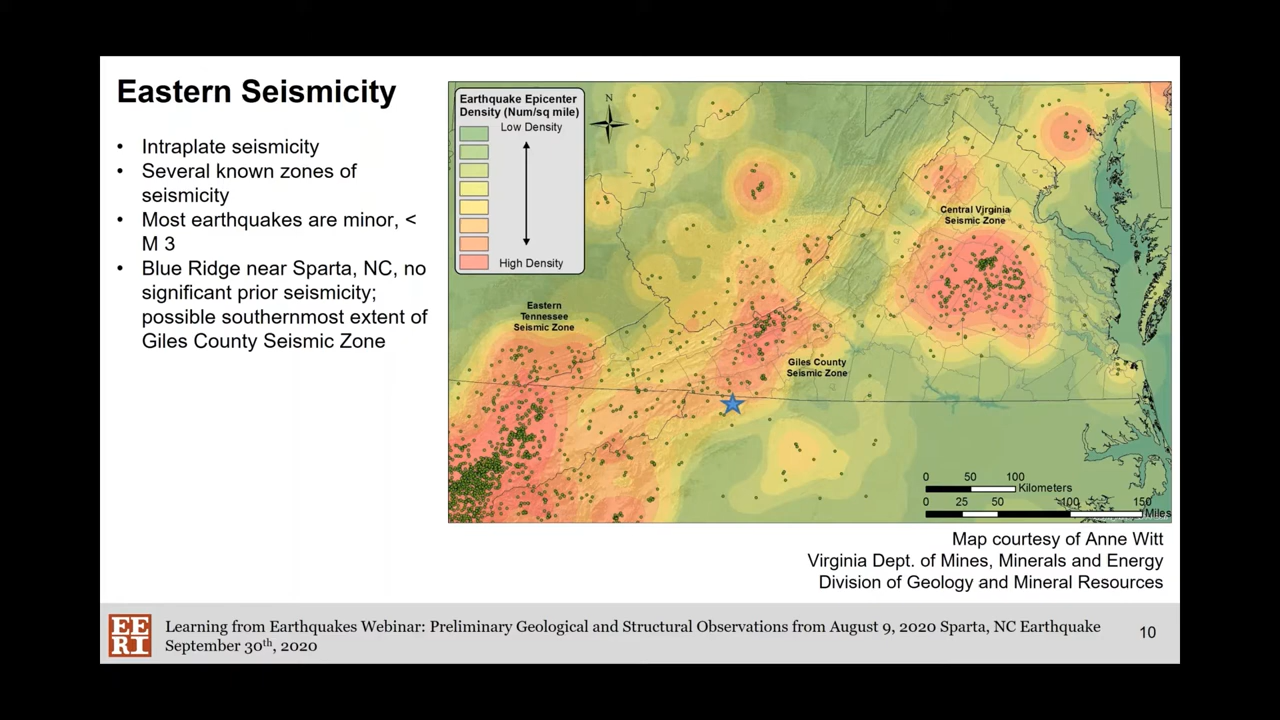 Eastern Seismicity
• Intraplate seismicity
• Several known zones of
seismicity
• Most earthquakes are minor, <
M 3
• Blue Ridge near Sparta, NC, no
significant prior seismicity;
possible southernmost extent of
Giles County Seismic Zone
Earthquake Epicenter
Density (Num/sq mile)
Low Density
High Density
N
Central Virginia
Seismic Zone
Eastern
Tennessee
Seismic Zone
Giles County
Seismic Zone
0 50 100
Kilometers
0 25 50 100 150
Miles
Map courtesy of Anne Witt
Virginia Dept. of Mines, Minerals and Energy
Division of Geology and Mineral Resources
EE
RI
Learning from Earthquakes Webinar: Preliminary Geological and Structural Observations from August 9, 2020 Sparta, NC Earthquake
September 30th, 2020
10